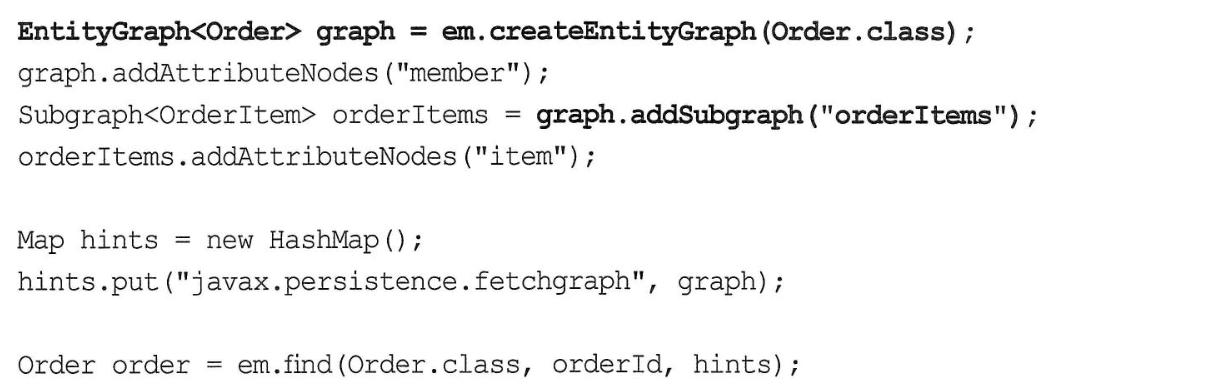 EntityGraph<Order> graph = em.createEntityGraph(Order.class);
graph.addAttributeNodes("member");
Subgraph<OrderItem> orderItems = graph.addSubgraph("orderItems");
orderItems.addAttributeNodes("item");
Map hints = new HashMap();
hints.put("javax.persistence.fetchgraph", graph);
Order order = em.find(Order.class, orderId, hints);